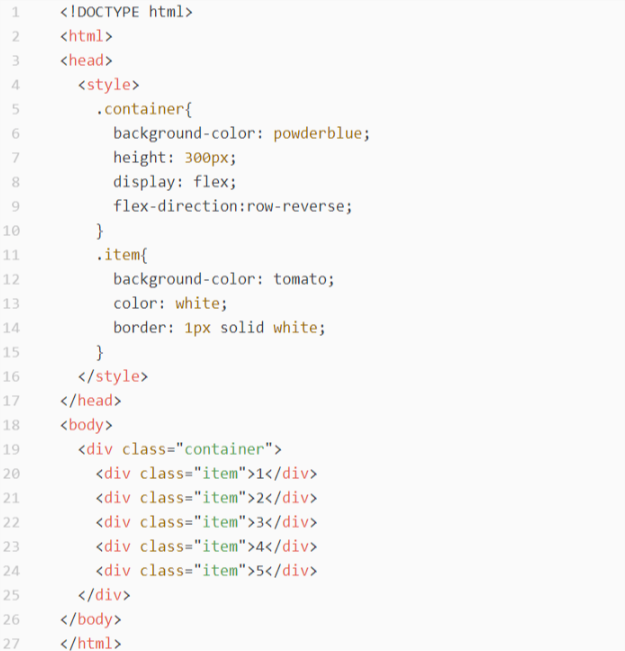 1 <!DOCTYPE html>
2 <html>
3 <head>
4 <style>
5 .container{
6 background-color: powderblue;
7 height: 300px;
8 display: flex;
9 flex-direction:row-reverse;
10 }
11 .item{
12 background-color: tomato;
13 color: white;
14 border: 1px solid white;
15 }
16 </style>
17 </head>
18 <body>
19 <div class="container">
20 <div class="item">1</div>
21 <div class="item">2</div>
22 <div class="item">3</div>
23 <div class="item">4</div>
24 <div class="item">5</div>
25 </div>
26 </body>
27 </html>